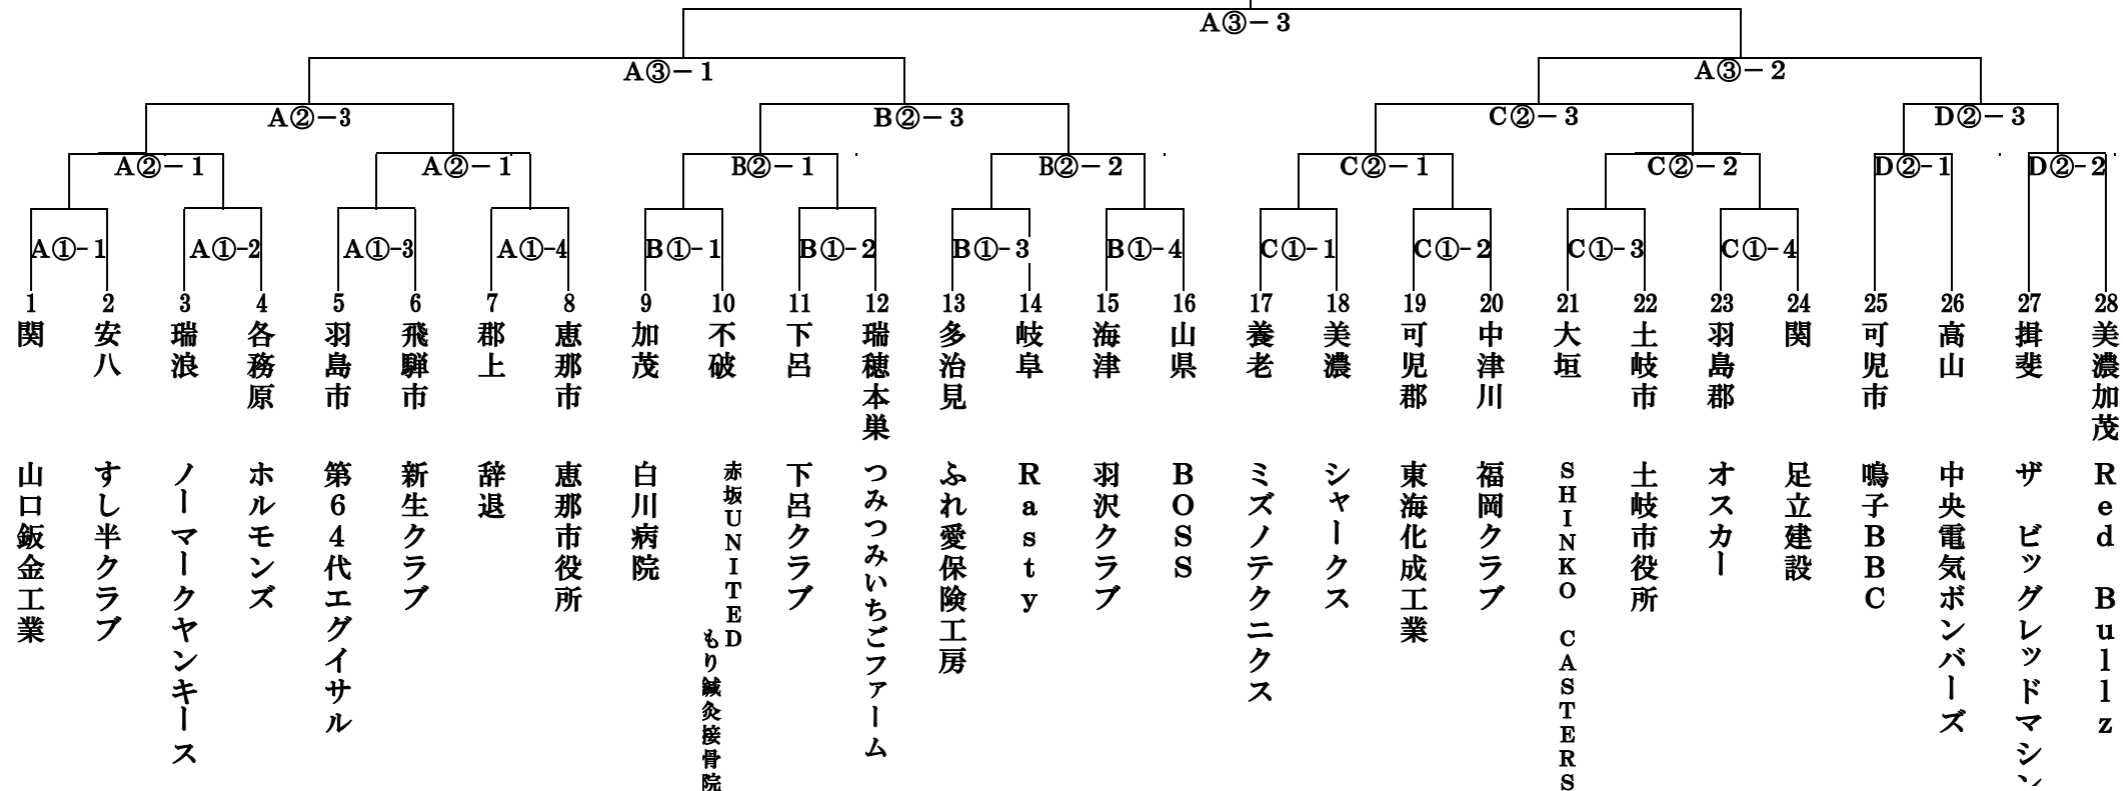 A③－3
A③－1
A③－2
A②－3
B②－3
C②－3
D②－3
A②－1
A②－1
B②－1
B②－2
C②－1
C②－2
D②-1
D②-2
A①-1
A①-2
A①-3
A①-4
B①-1
B①-2
B①-3
B①-4
C①-1
C①-2
C①-3
C①-4
1
関
山口鈑金工業
2
安八
すし半クラブ
3
瑞浪
ノーマークヤンキース
4
各務原
ホルモンズ
5
羽島市
第64代エグイサル
6
飛騨市
新生クラブ
7
郡上
辞退
8
恵那市
恵那市役所
9
加茂
白川病院
10
不破
赤坂UNITED
もり鍼灸接骨院
11
下呂
下呂クラブ
12
瑞穂本巣
つみつみいちごファーム
13
多治見
ふれ愛保険工房
14
岐阜
Rasty
15
海津
羽沢クラブ
16
山県
BOSS
17
養老
ミズノテクニクス
18
美濃
シャークス
19
可児郡
東海化成工業
20
中津川
福岡クラブ
21
大垣
SHINKO CASTERS
22
土岐市
土岐市役所
23
羽島郡
オスカー
24
関
足立建設
25
可児市
鳴子BBC
26
高山
中央電気ボンバーズ
27
揖斐
ザ ビッグレッドマシン
28
美濃加茂
Red Bullz